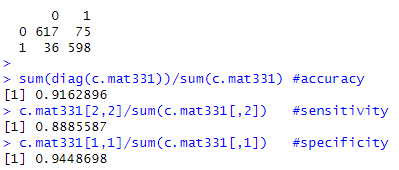 0 1
0 617 75
1 36 598
>
> sum(diag(c.mat331))/sum(c.mat331) #accuracy
[1] 0.9162896
> c.mat331[2,2]/sum(c.mat331[,2]) #sensitivity
[1] 0.8885587
> c.mat331[1,1]/sum(c.mat331[,1]) #specificity
[1] 0.9448698